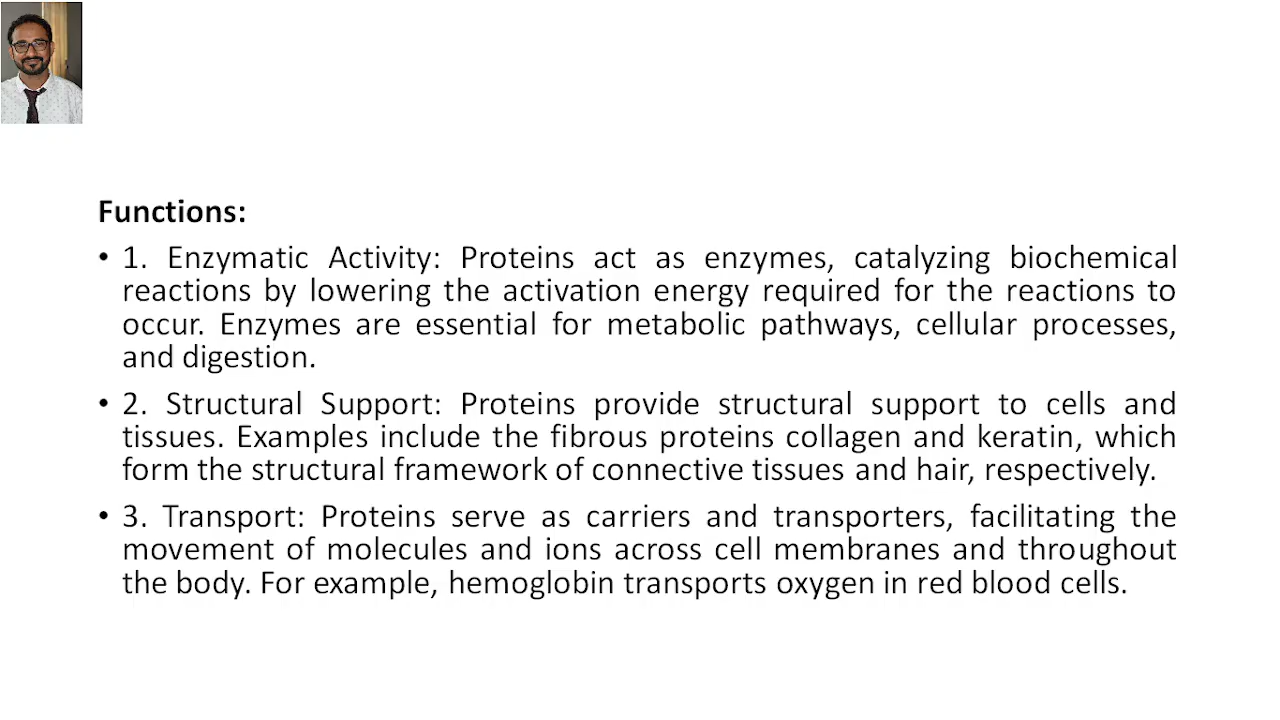 Functions:
• 1. Enzymatic Activity: Proteins act as enzymes, catalyzing biochemical
reactions by lowering the activation energy required for the reactions to
occur. Enzymes are essential for metabolic pathways, cellular processes,
and digestion.
• 2. Structural Support: Proteins provide structural support to cells and
tissues. Examples include the fibrous proteins collagen and keratin, which
form the structural framework of connective tissues and hair, respectively.
• 3. Transport: Proteins serve as carriers and transporters, facilitating the
movement of molecules and ions across cell membranes and throughout
the body. For example, hemoglobin transports oxygen in red blood cells.